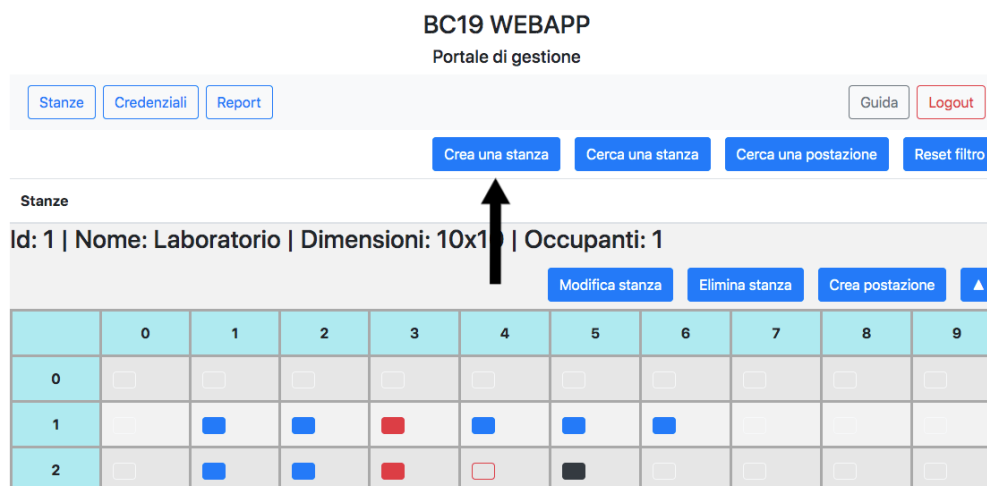 BC19 WEBAPP
Portale di gestione
Stanze Credenziali Report Guida Logout
Crea una stanza Cerca una stanza Cerca una postazione Reset filtro
Stanze
Id: 1 | Nome: Laboratorio | Dimensioni: 10x10 | Occupanti: 1
Modifica stanza Elimina stanza Crea postazione ▲
0 1 2 3 4 5 6 7 8 9
0
1
2